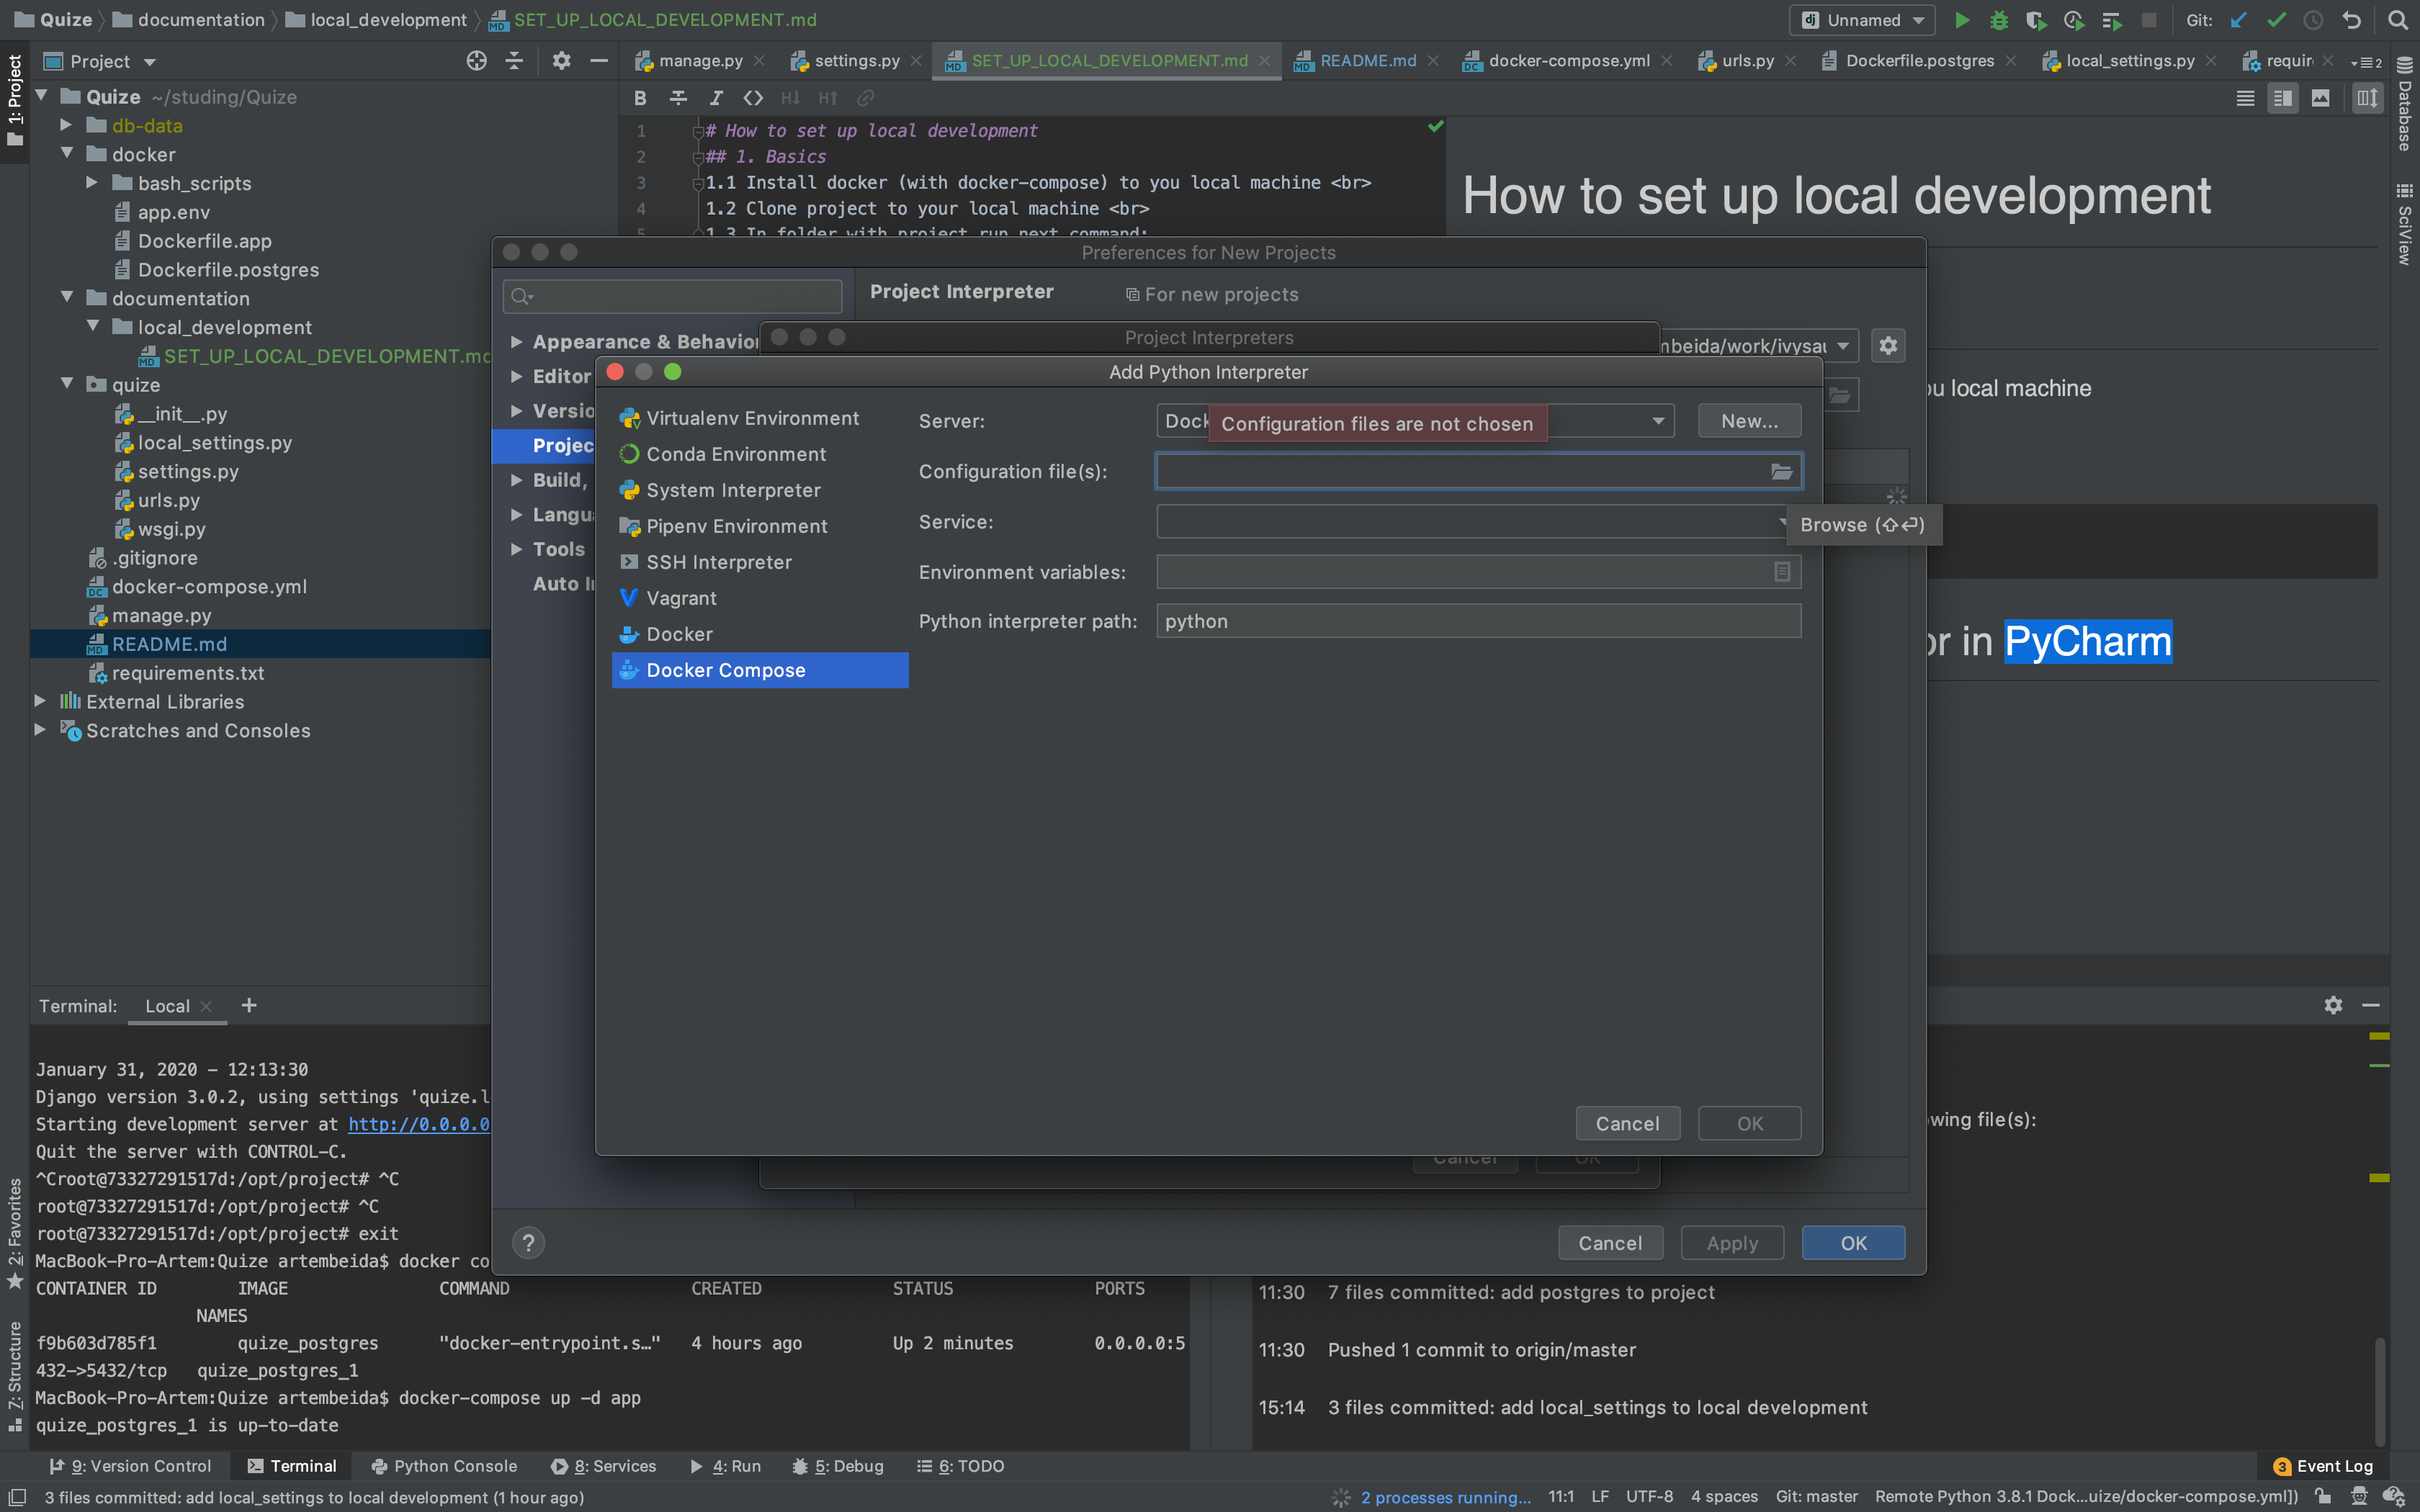 Quize
documentation
local_development
SET_UP_LOCAL_DEVELOPMENT.md
Unnamed
Git:
1: Project
Project
manage.py
settings.py
SET_UP_LOCAL_DEVELOPMENT.md
README.md
docker-compose.yml
urls.py
Dockerfile.postgres
local_settings.py
requir
2
Database
SciView
Quize ~/studing/Quize
db-data
docker
bash_scripts
app.env
Dockerfile.app
Dockerfile.postgres
documentation
local_development
SET_UP_LOCAL_DEVELOPMENT.md
quize
__init__.py
local_settings.py
settings.py
urls.py
wsgi.py
.gitignore
docker-compose.yml
manage.py
README.md
requirements.txt
External Libraries
Scratches and Consoles
1 # How to set up local development
2 ## 1. Basics
3 1.1 Install docker (with docker-compose) to you local machine <br>
4 1.2 Clone project to your local machine <br>
5 1.3 In folder with project run next command:
How to set up local development
ou local machine
or in PyCharm
Preferences for New Projects
Project Interpreter
For new projects
Appearance & Behavior
Editor
Versio
Projec
Build,
Langua
Tools
Auto I
mbeida/work/ivysau
Project Interpreters
Add Python Interpreter
Virtualenv Environment
Conda Environment
System Interpreter
Pipenv Environment
SSH Interpreter
Vagrant
Docker
Docker Compose
Server:
Dock
Configuration files are not chosen
New...
Configuration file(s):
Service:
Browse (⇧⏎)
Environment variables:
Python interpreter path:
python
Cancel
OK
Cancel
OK
?
Cancel
Apply
OK
Terminal:
Local
January 31, 2020 - 12:13:30
Django version 3.0.2, using settings 'quize.l
Starting development server at http://0.0.0.0
Quit the server with CONTROL-C.
^Croot@73327291517d:/opt/project# ^C
root@73327291517d:/opt/project# ^C
root@73327291517d:/opt/project# exit
MacBook-Pro-Artem:Quize artembeida$ docker co
CONTAINER ID IMAGE COMMAND CREATED STATUS PORTS
NAMES
f9b603d785f1 quize_postgres "docker-entrypoint.s…" 4 hours ago Up 2 minutes 0.0.0.0:5
432->5432/tcp quize_postgres_1
MacBook-Pro-Artem:Quize artembeida$ docker-compose up -d app
quize_postgres_1 is up-to-date
wing file(s):
11:30 7 files committed: add postgres to project
11:30 Pushed 1 commit to origin/master
15:14 3 files committed: add local_settings to local development
2: Favorites
7: Structure
9: Version Control
Terminal
Python Console
8: Services
4: Run
5: Debug
6: TODO
3 Event Log
3 files committed: add local_settings to local development (1 hour ago)
2 processes running...
11:1
LF
UTF-8
4 spaces
Git: master
Remote Python 3.8.1 Dock...uize/docker-compose.yml])